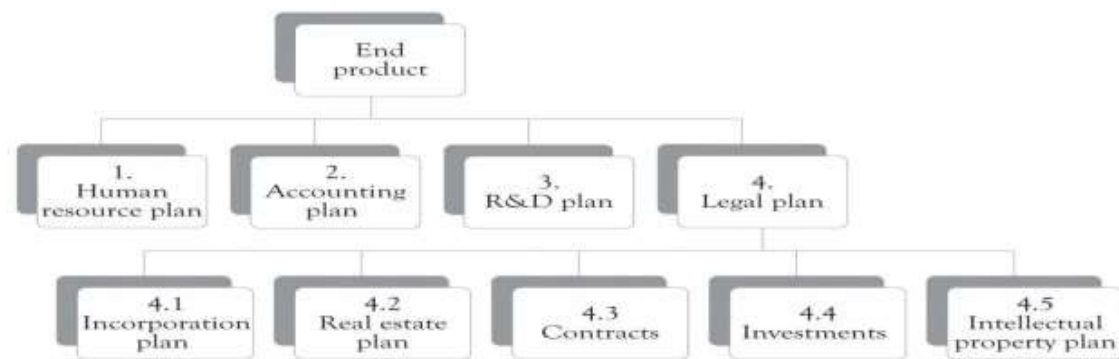 End
product
1.
Human
resource plan
2.
Accounting
plan
3.
R&D plan
4.
Legal plan
4.1
Incorporation
plan
4.2
Real estate
plan
4.3
Contracts
4.4
Investments
4.5
Intellectual
property plan